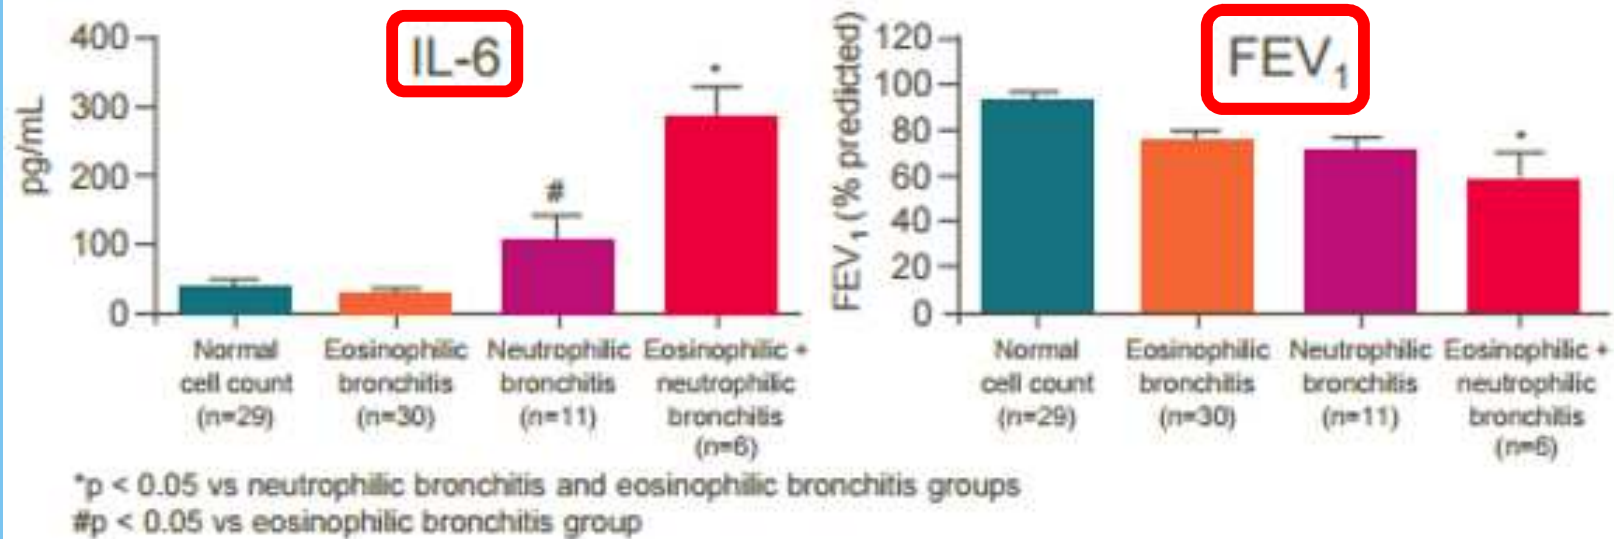 IL-6
pg/mL
400
300
200
100
0
*
#
Normal cell count (n=29)
Eosinophilic bronchitis (n=30)
Neutrophilic bronchitis (n=11)
Eosinophilic + neutrophilic bronchitis (n=6)
FEV1
FEV1 (% predicted)
120
100
80
60
40
20
0
*
Normal cell count (n=29)
Eosinophilic bronchitis (n=30)
Neutrophilic bronchitis (n=11)
Eosinophilic + neutrophilic bronchitis (n=6)
*p < 0.05 vs neutrophilic bronchitis and eosinophilic bronchitis groups
#p < 0.05 vs eosinophilic bronchitis group